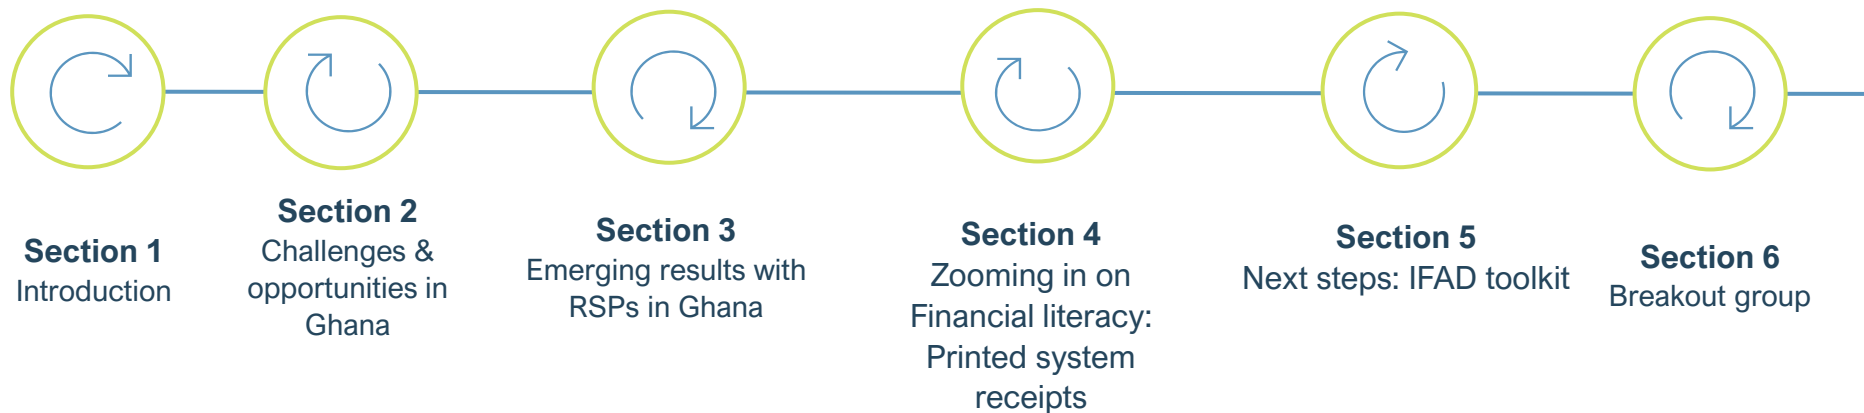 Section 1
Introduction
Section 2
Challenges &
opportunities in
Ghana
Section 3
Emerging results with
RSPs in Ghana
Section 4
Zooming in on
Financial literacy:
Printed system
receipts
Section 5
Next steps: IFAD toolkit
Section 6
Breakout group